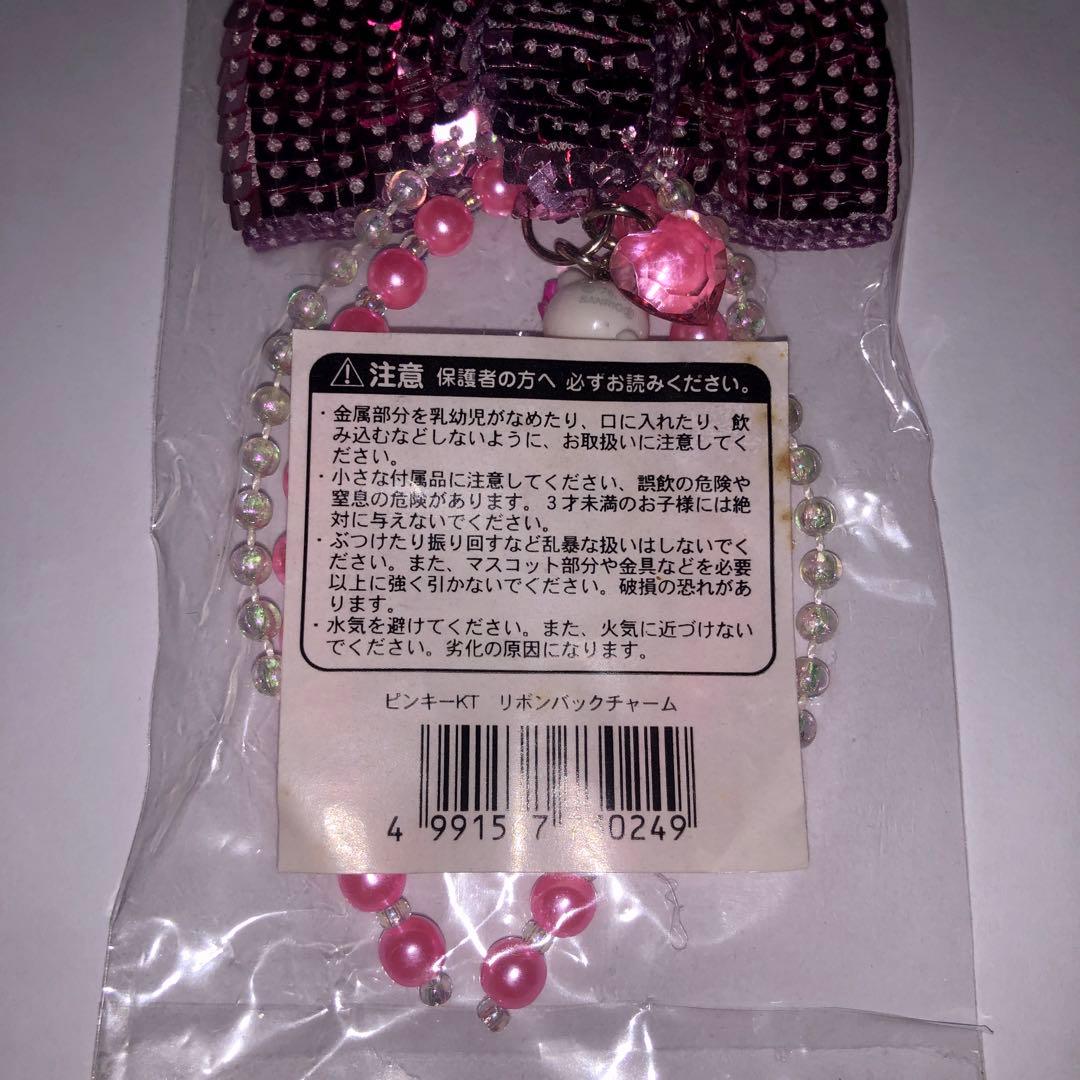 注意 保護者の方へ 必ずお読みください。
・金属部分を乳幼児がなめたり、口に入れたり、飲
み込むなどしないように、お取扱いに注意してく
ださい。
・小さな付属品に注意してください、誤飲の危険や
窒息の危険があります。3才未満のお子様には絶
対に与えないでください。
・ぶつけたり振り回すなど乱暴な扱いはしないでく
ださい。また、マスコット部分や金具などを必要
以上に強く引かないでください。破損の恐れがあ
ります。
・水気を避けてください。また、火気に近づけない
でください。劣化の原因になります。
ピンキーKT リボンバックチャーム
4 9915 7 0249